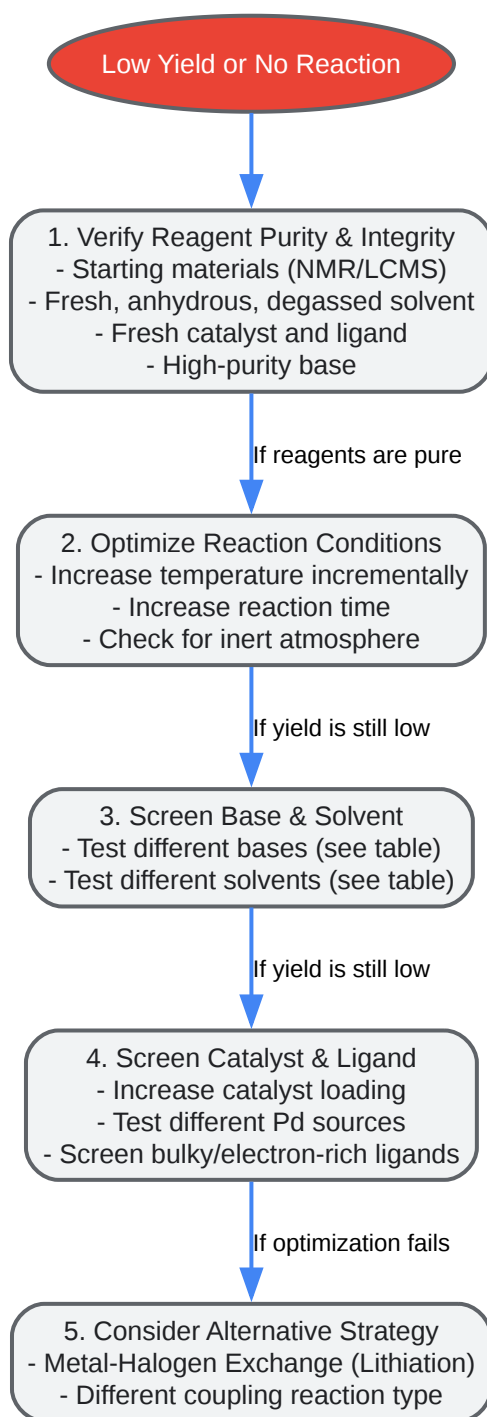 Low Yield or No Reaction
1. Verify Reagent Purity & Integrity
- Starting materials (NMR/LCMS)
- Fresh, anhydrous, degassed solvent
- Fresh catalyst and ligand
- High-purity base
If reagents are pure
2. Optimize Reaction Conditions
- Increase temperature incrementally
- Increase reaction time
- Check for inert atmosphere
If yield is still low
3. Screen Base & Solvent
- Test different bases (see table)
- Test different solvents (see table)
If yield is still low
4. Screen Catalyst & Ligand
- Increase catalyst loading
- Test different Pd sources
- Screen bulky/electron-rich ligands
If optimization fails
5. Consider Alternative Strategy
- Metal-Halogen Exchange (Lithiation)
- Different coupling reaction type